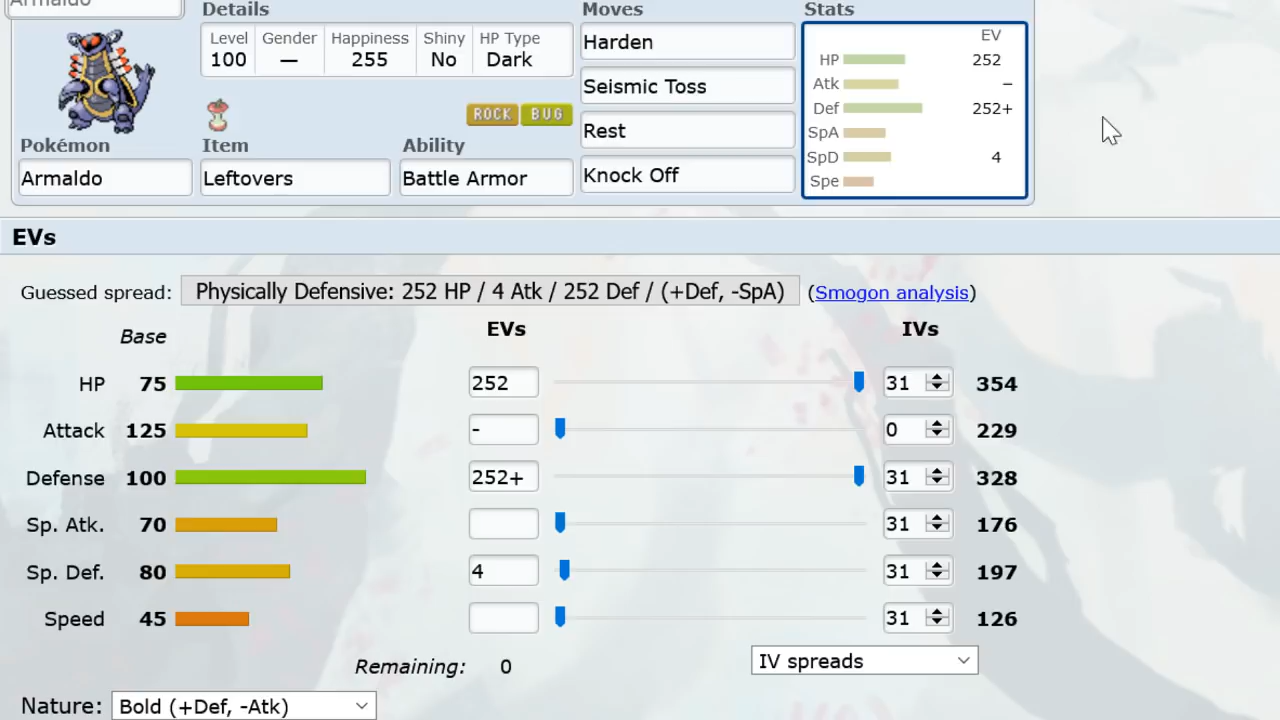 Armaldo
Details
Moves
Stats
Level Gender Happiness Shiny HP Type
100 — 255 No Dark
Harden
Seismic Toss
Rest
Knock Off
EV
HP 252
Atk –
Def 252+
SpA
SpD 4
Spe
ROCK BUG
Pokémon Item Ability
Armaldo Leftovers Battle Armor
EVs
Guessed spread: Physically Defensive: 252 HP / 4 Atk / 252 Def / (+Def, -SpA) (Smogon analysis)
Base EVs IVs
HP 75 252 31 354
Attack 125 - 0 229
Defense 100 252+ 31 328
Sp. Atk. 70 31 176
Sp. Def. 80 4 31 197
Speed 45 31 126
Remaining: 0 IV spreads
Nature: Bold (+Def, -Atk)